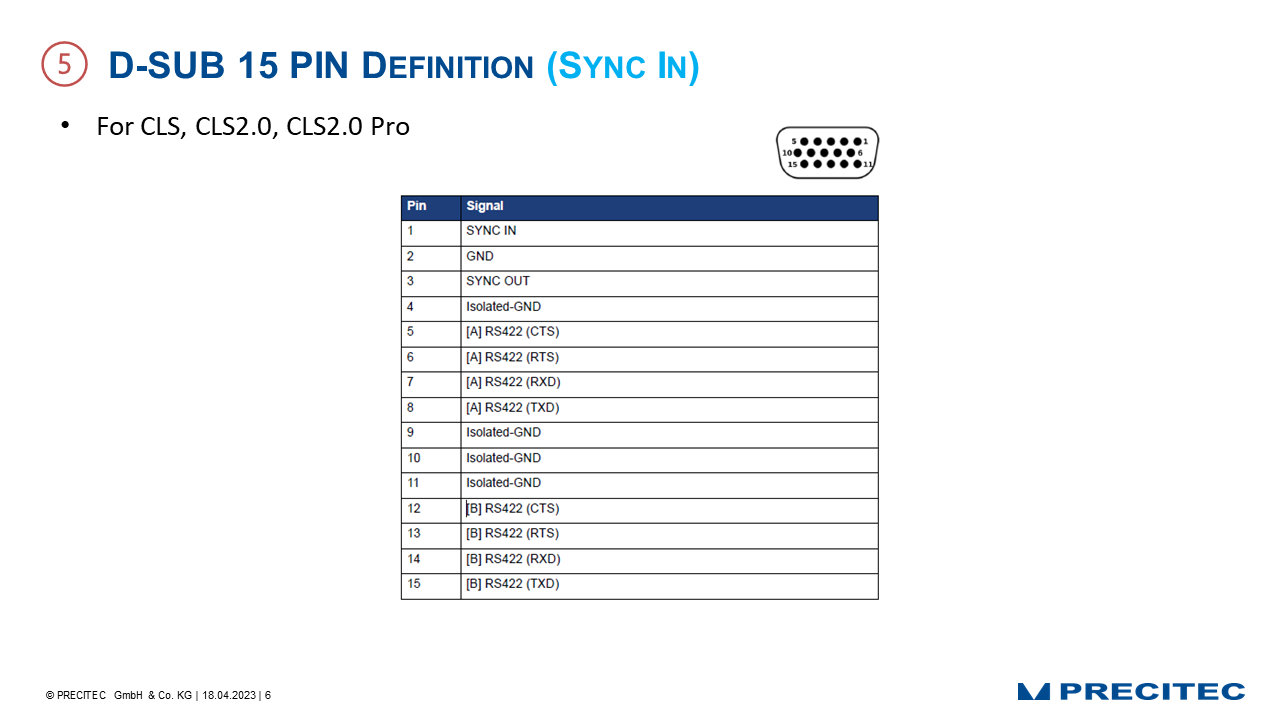 5 D-SUB 15 PIN DEFINITION (SYNC IN)
• For CLS, CLS2.0, CLS2.0 Pro
5 1
10 6
15 11
Pin Signal
1 SYNC IN
2 GND
3 SYNC OUT
4 Isolated-GND
5 [A] RS422 (CTS)
6 [A] RS422 (RTS)
7 [A] RS422 (RXD)
8 [A] RS422 (TXD)
9 Isolated-GND
10 Isolated-GND
11 Isolated-GND
12 [B] RS422 (CTS)
13 [B] RS422 (RTS)
14 [B] RS422 (RXD)
15 [B] RS422 (TXD)
© PRECITEC GmbH & Co. KG | 18.04.2023 | 6
PRECITEC